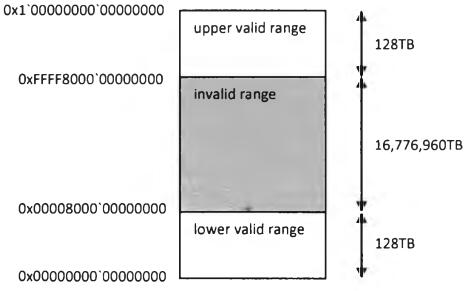 0x1`00000000`00000000
upper valid range
128TB
0xFFFF8000`00000000
invalid range
16,776,960TB
0x00008000`00000000
lower valid range
128TB
0x00000000`00000000